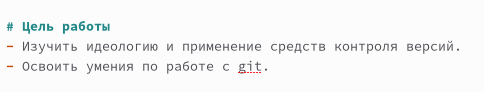 # Цель работы
- Изучить идеологию и применение средств контроля версий.
- Освоить умения по работе с git.